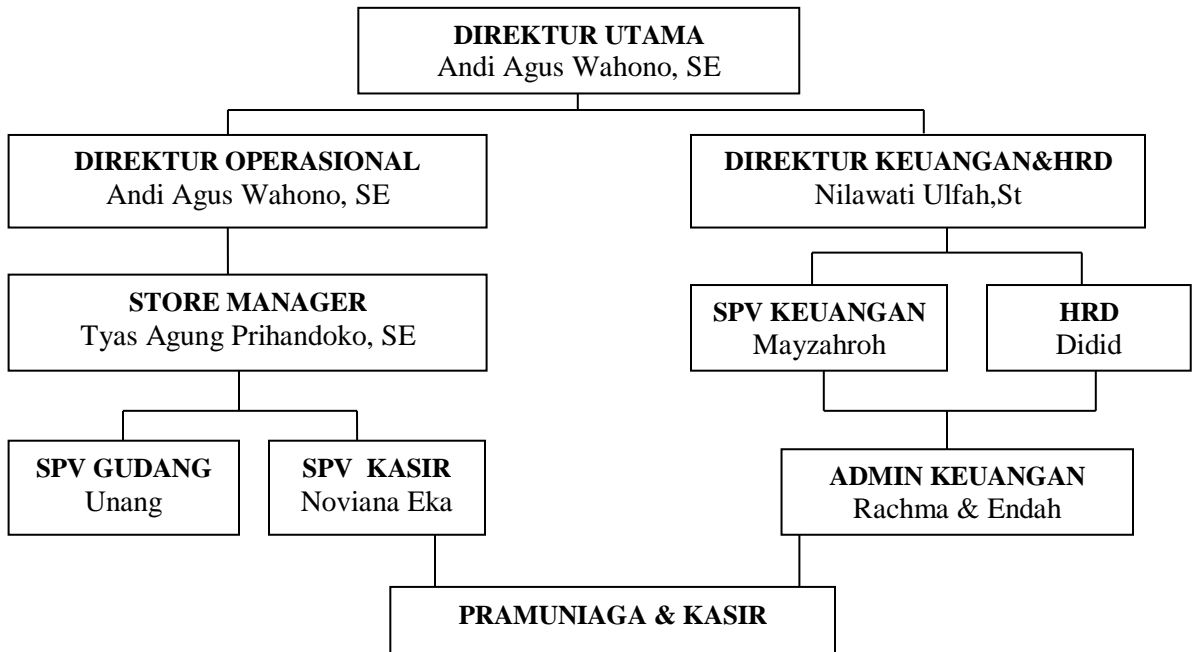 DIREKTUR UTAMA
Andi Agus Wahono, SE
DIREKTUR OPERASIONAL
Andi Agus Wahono, SE
DIREKTUR KEUANGAN&HRD
Nilawati Ulfah,St
STORE MANAGER
Tyas Agung Prihandoko, SE
SPV KEUANGAN
Mayzahroh
HRD
Didid
SPV GUDANG
Unang
SPV KASIR
Noviana Eka
ADMIN KEUANGAN
Rachma & Endah
PRAMUNIAGA & KASIR